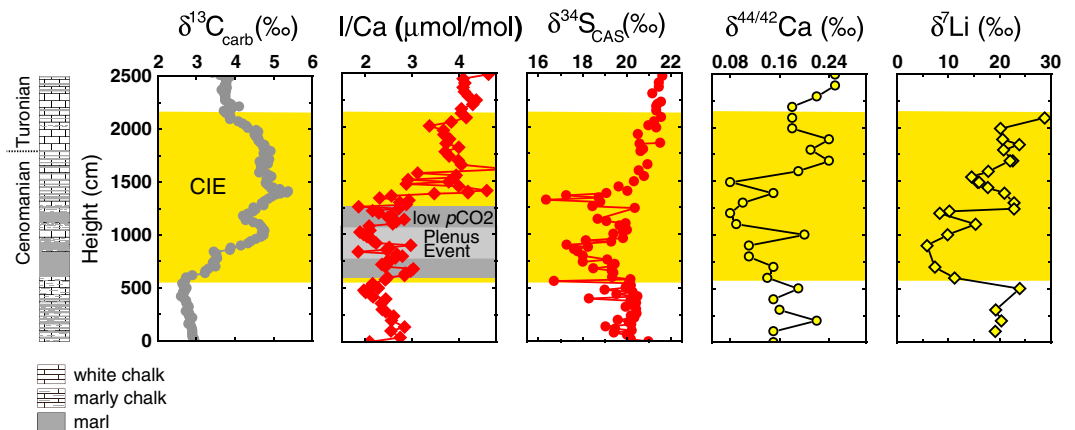 δ13Ccarb(‰) I/Ca (μmol/mol) δ34SCAS(‰) δ44/42Ca (‰) δ7Li (‰)
2 3 4 5 6 2 3 4 16 18 20 22 0.08 0.16 0.24 0 10 20 30
2500
2000
1500
1000
500
0
Height (cm)
Turonian
Cenomanian
CIE
low pCO2
Plenus
Event
white chalk
marly chalk
marl